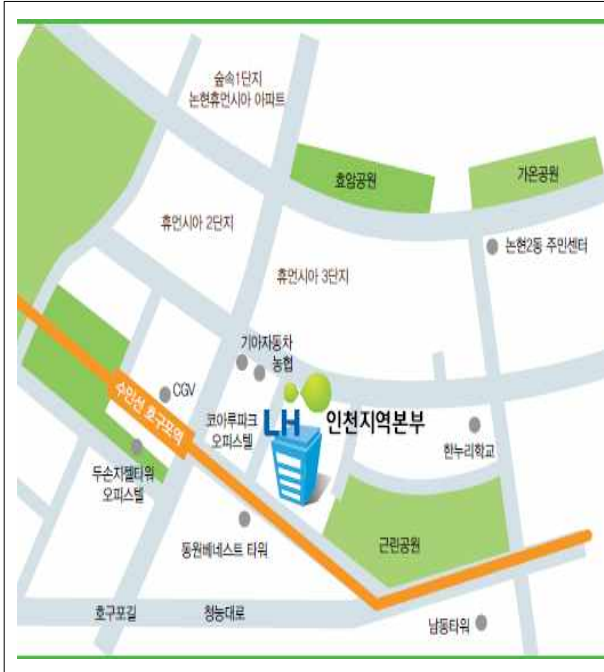 숲속1단지
논현휴먼시아 아파트
효암공원
가온공원
휴먼시아 2단지
논현2동 주민센터
휴먼시아 3단지
기아자동차
농협
CGV
수인선 호구포역
코아루파크
오피스텔
LH 인천지역본부
한누리학교
두손지젤타워
오피스텔
동원베네스트 타워
근린공원
호구포길
청능대로
남동타워